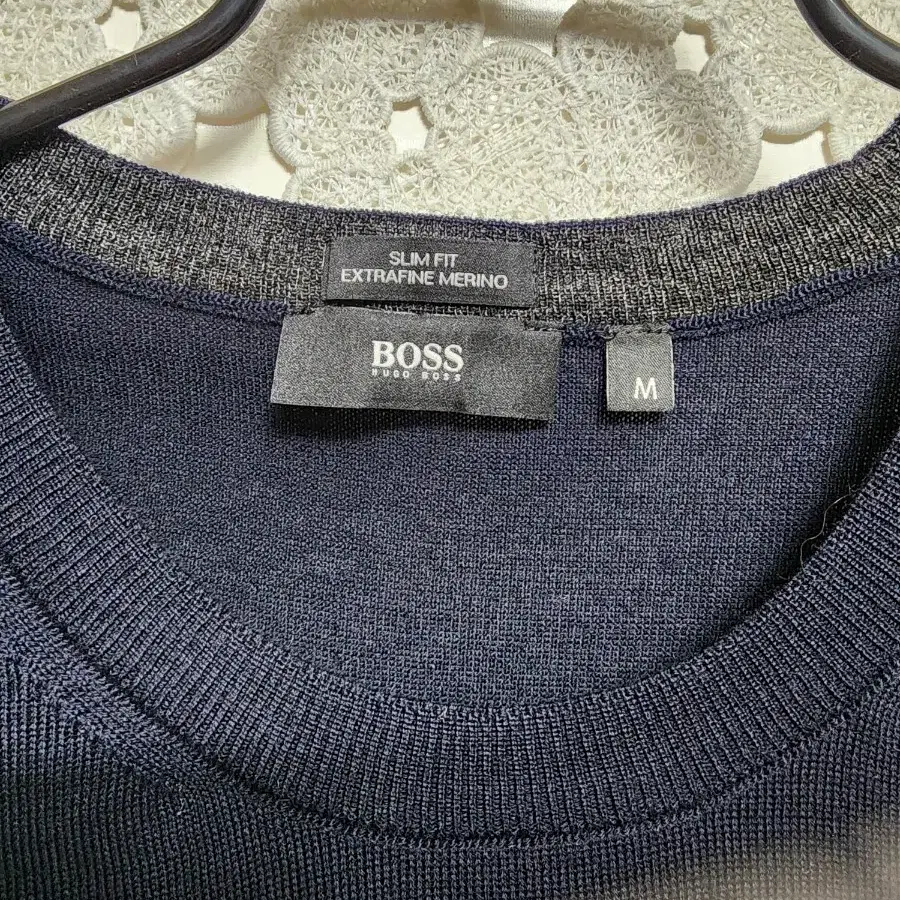 SLIM FIT
EXTRAFINE MERINO
BOSS
HUGO BOSS
M